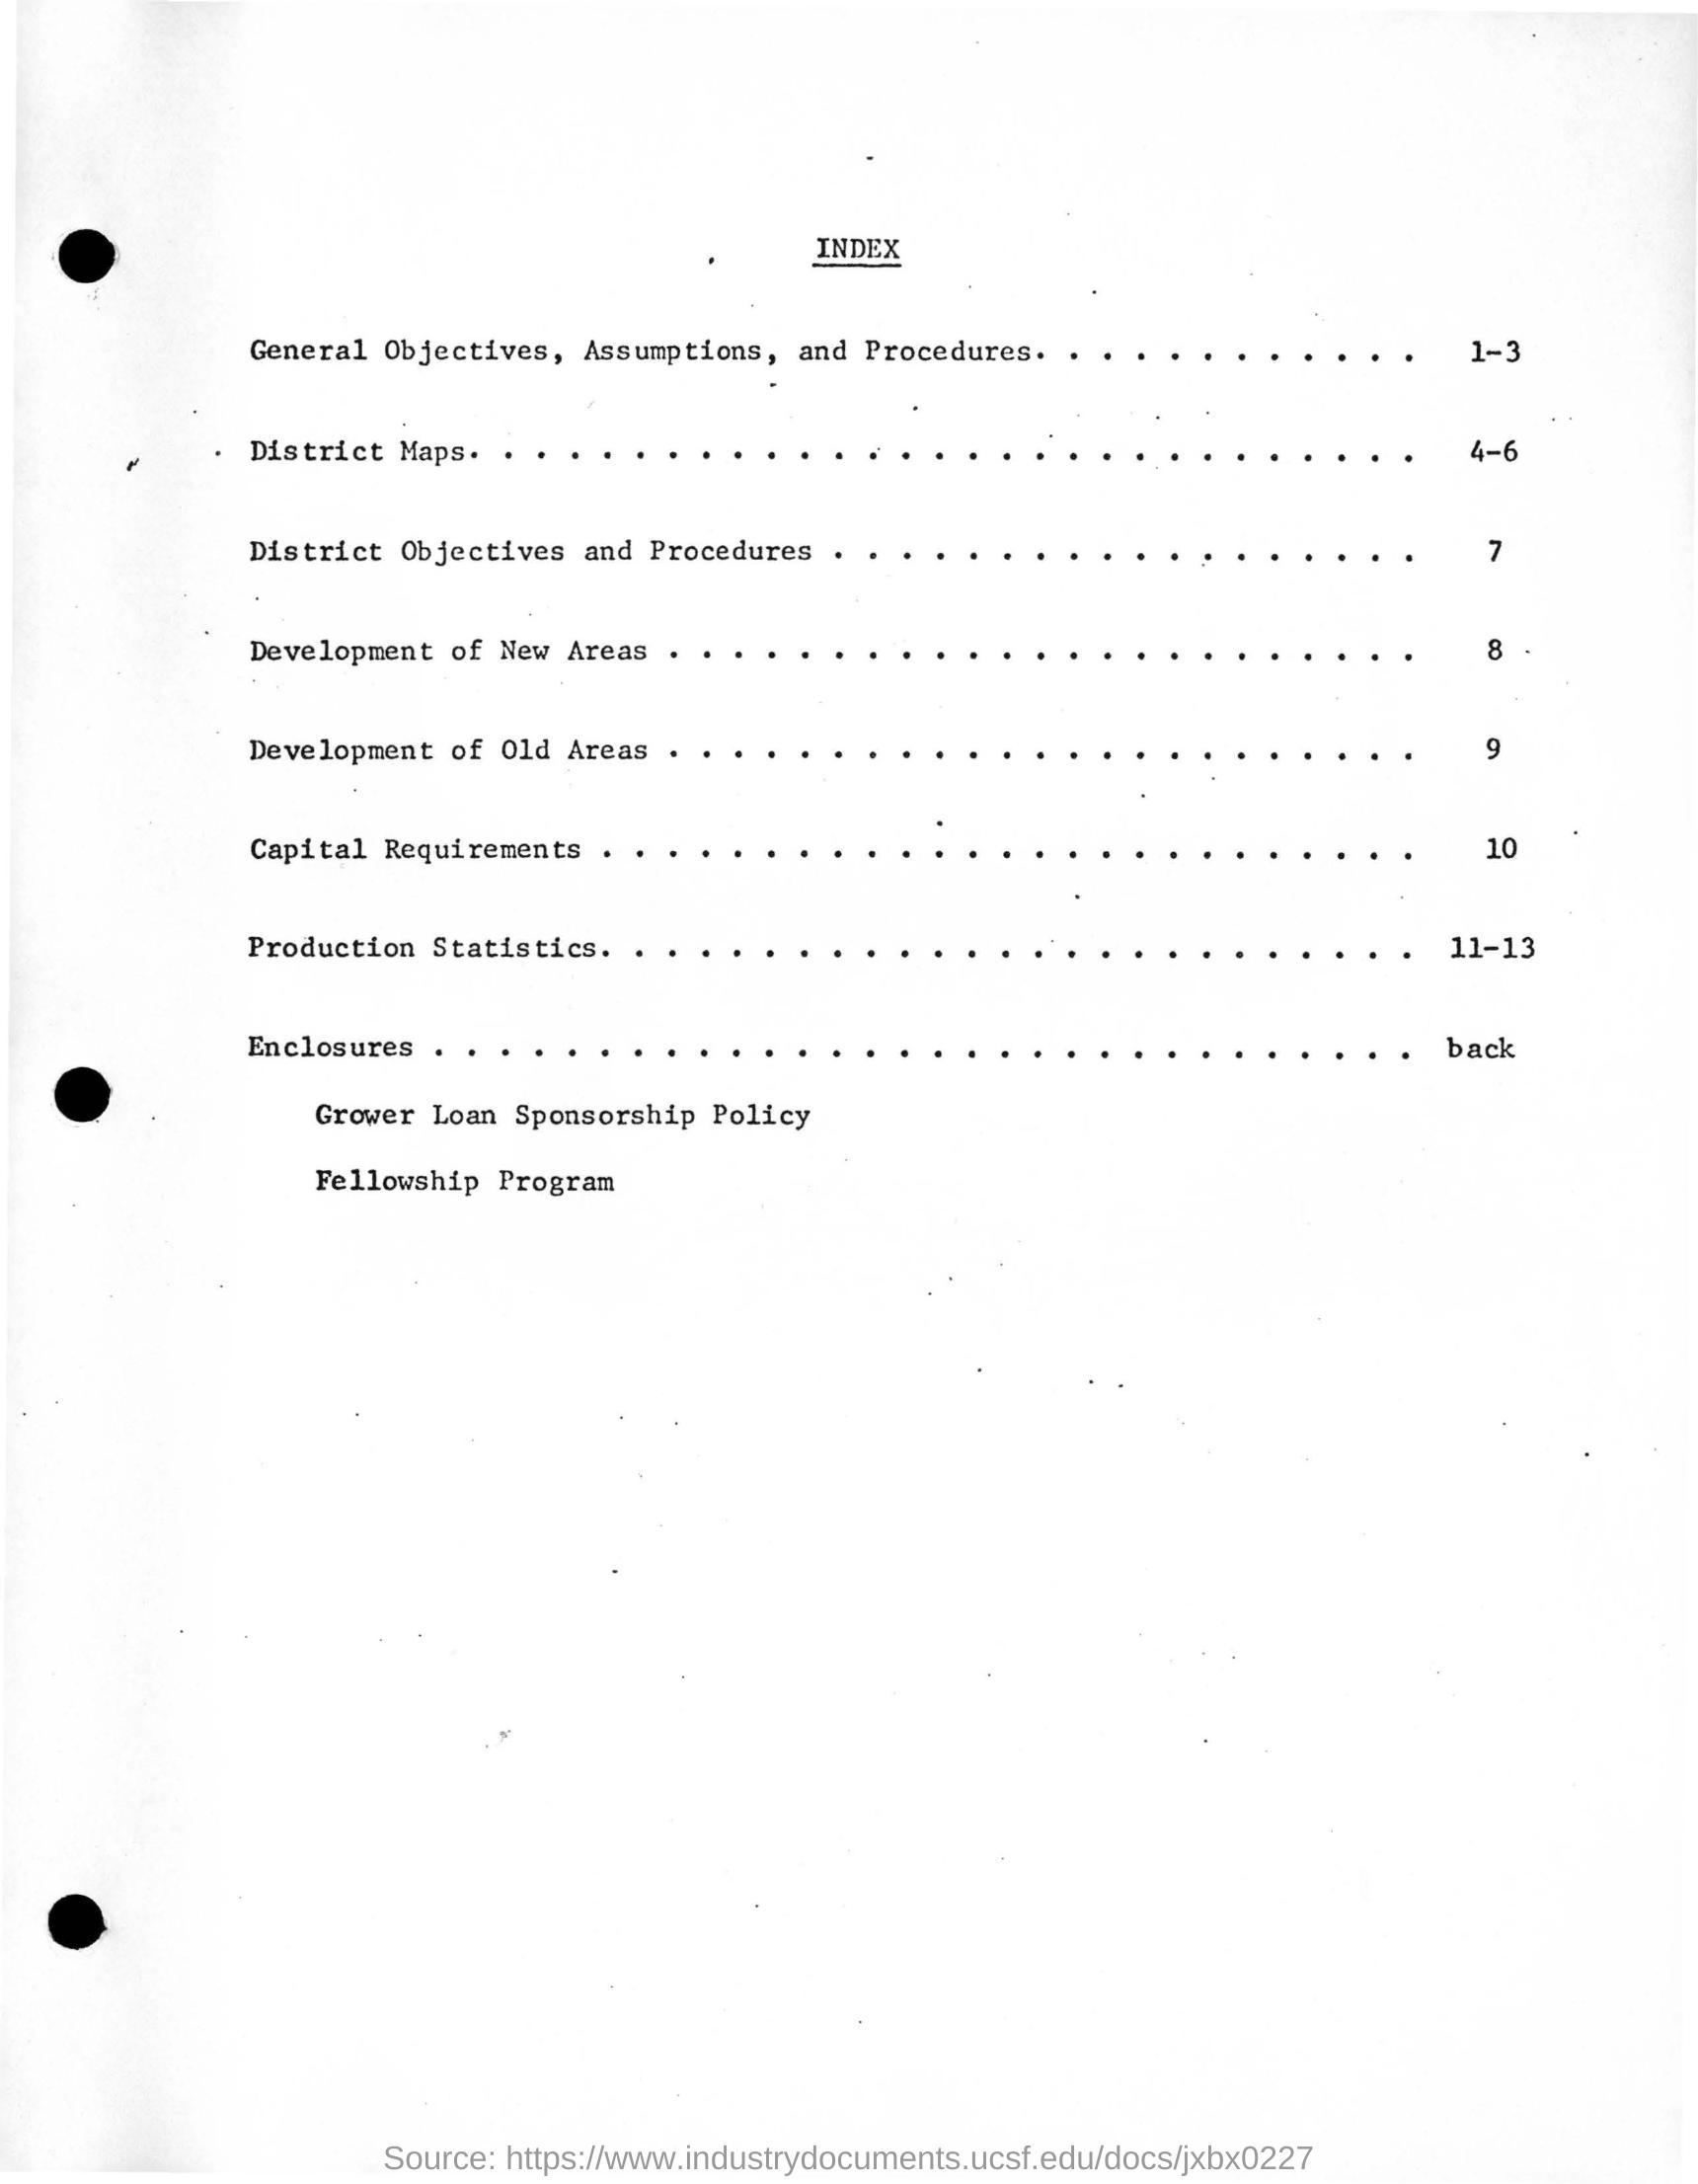 INDEX
General Objectives, Assumptions, and Procedures. . . . . . . . . . . . 1-3
District Maps. . . . . . . . . . . . . . . . . . . . . . . . . . . . . 4-6
District Objectives and Procedures . . . . . . . . . . . . . . . . . . 7
Development of New Areas . . . . . . . . . . . . . . . . . . . . . . . 8
Development of Old Areas . . . . . . . . . . . . . . . . . . . . . . . 9
Capital Requirements . . . . . . . . . . . . . . . . . . . . . . . . . 10
Production Statistics. . . . . . . . . . . . . . . . . . . . . . . . . 11-13
Enclosures . . . . . . . . . . . . . . . . . . . . . . . . . . . . . . back
Grower Loan Sponsorship Policy
Fellowship Program
Source: https://www.industrydocuments.ucsf.edu/docs/jxbx0227